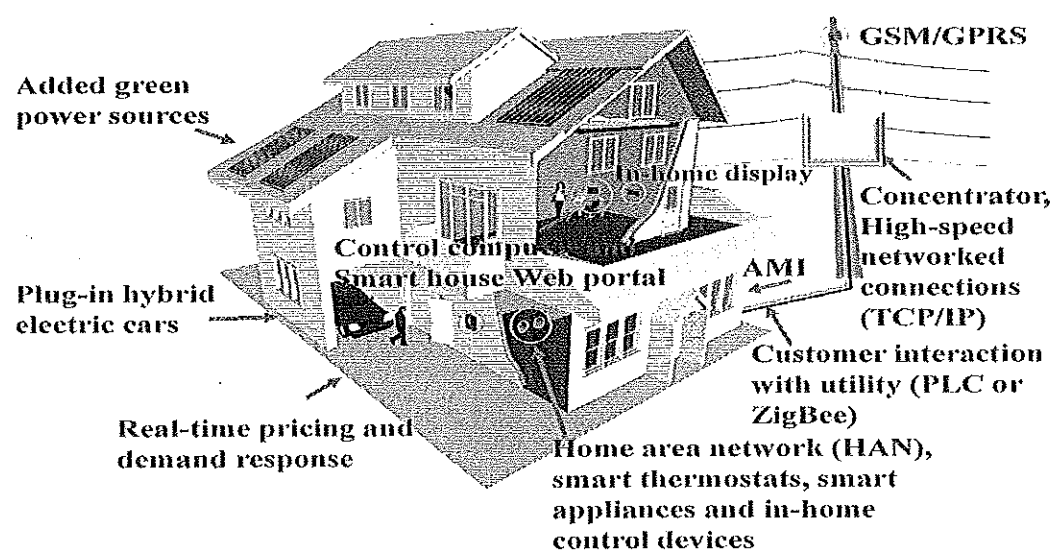 GSM/GPRS
Added green
power sources
In-home display
Concentrator,
High-speed
networked
connections
(TCP/IP)
Control
Smart house Web portal
AMI
Plug-in hybrid
electric cars
Customer interaction
with utility (PLC or
ZigBee)
Real-time pricing and
demand response
Home area network (HAN),
smart thermostats, smart
appliances and in-home
control devices